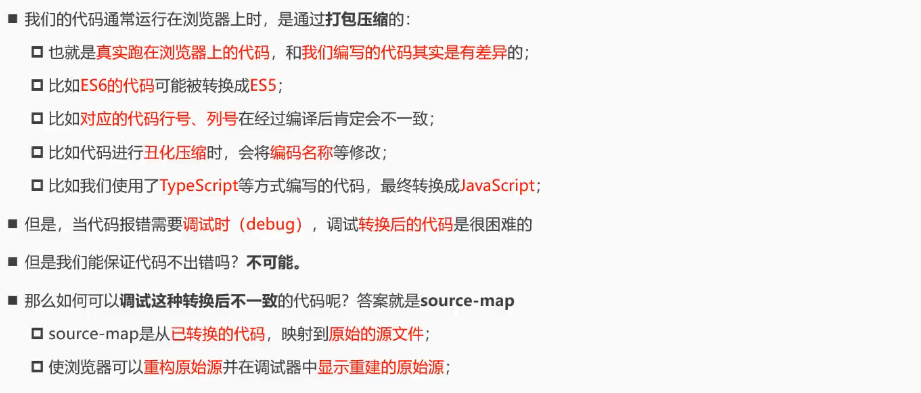 ■ 我们的代码通常运行在浏览器上时，是通过打包压缩的：
也就是真实跑在浏览器上的代码，和我们编写的代码其实是有差异的；
比如ES6的代码可能被转换成ES5；
比如对应的代码行号、列号在经过编译后肯定会不一致；
比如代码进行丑化压缩时，会将编码名称等修改；
比如我们使用了TypeScript等方式编写的代码，最终转换成JavaScript；
■ 但是，当代码报错需要调试时（debug），调试转换后的代码是很困难的
■ 但是我们能保证代码不出错吗？不可能。
■ 那么如何可以调试这种转换后不一致的代码呢？答案就是source-map
source-map是从已转换的代码，映射到原始的源文件；
使浏览器可以重构原始源并在调试器中显示重建的原始源；